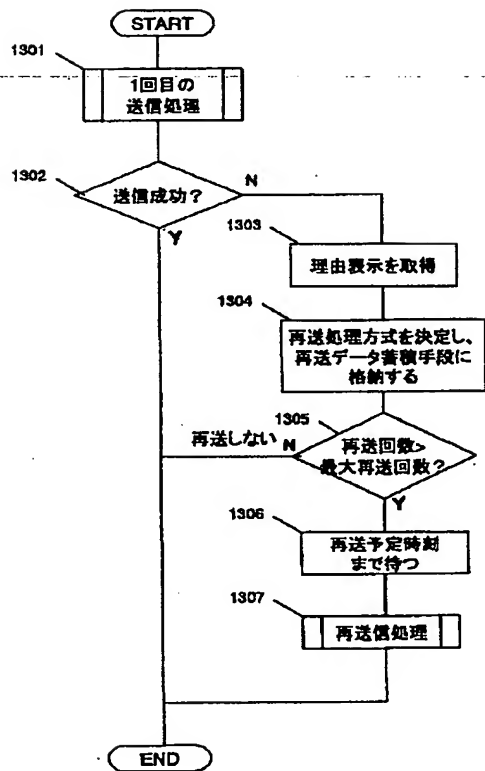 START
1301
1回目の
送信処理
1302
送信成功?
N
Y
1303
理由表示を取得
1304
再送処理方式を決定し、
再送データ蓄積手段に
格納する
1305
再送しない
N
再送回数>
最大再送回数?
Y
1306
再送予定時刻
まで待つ
1307
再送信処理
END